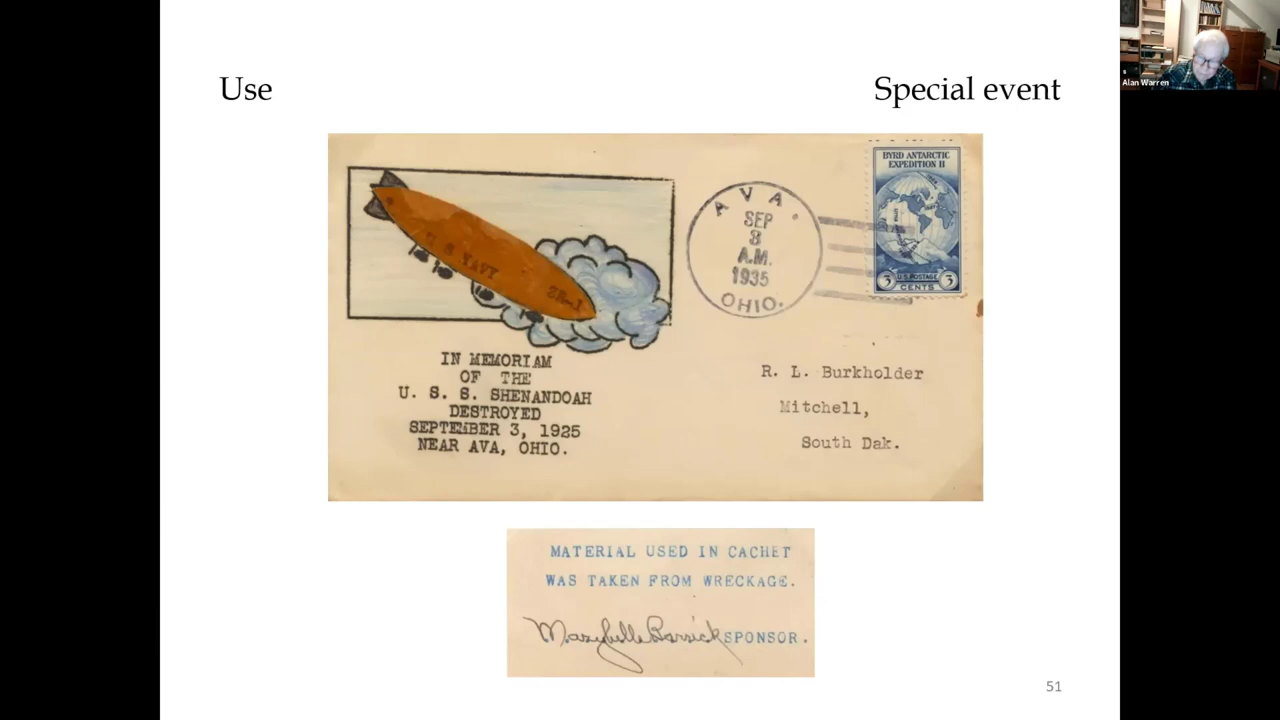 Use
Special event
Alan Warren
U S NAVY
ZR-1
AVA
SEP
3
A.M.
1935
OHIO.
BYRD ANTARCTIC
EXPEDITION II
U.S. POSTAGE
3 3
CENTS
IN MEMORIAM
OF THE
U. S. S. SHENANDOAH
DESTROYED
SEPTEMBER 3, 1925
NEAR AVA, OHIO.
R. L. Burkholder
Mitchell,
South Dak.
MATERIAL USED IN CACHET
WAS TAKEN FROM WRECKAGE.
SPONSOR.
51